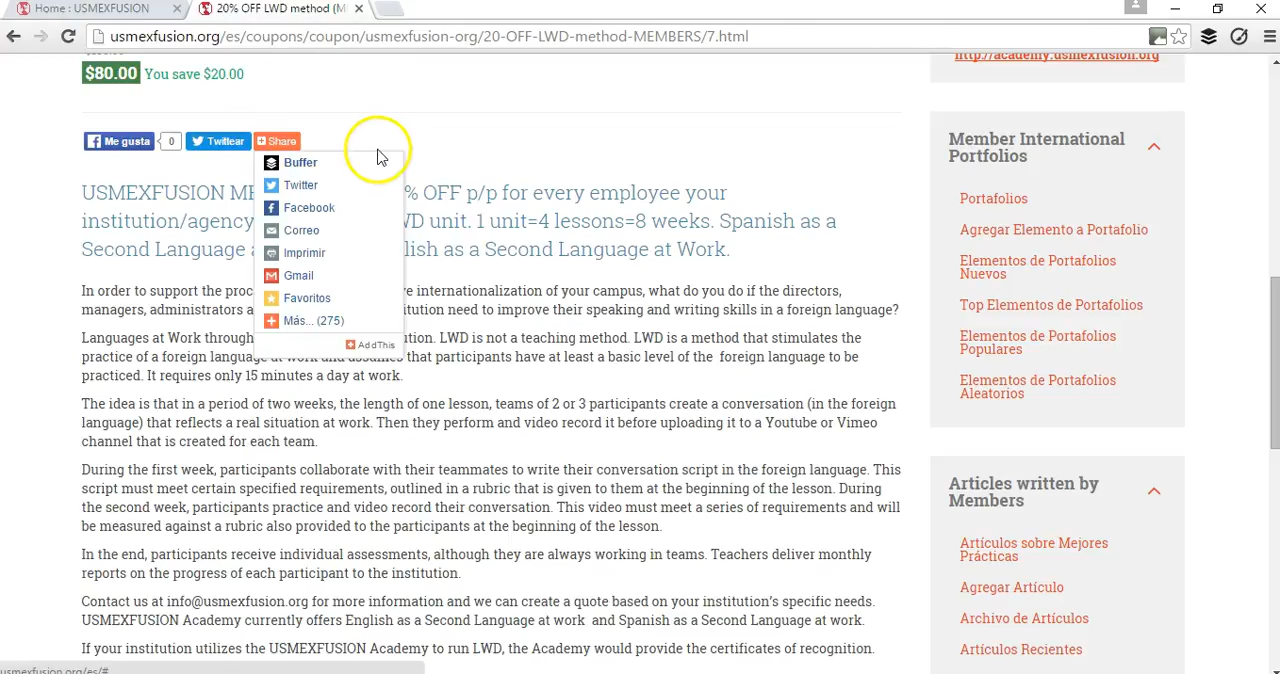 Home : USMEXFUSION
20% OFF LWD method (M
usmexfusion.org/es/coupons/coupon/usmexfusion-org/20-OFF-LWD-method-MEMBERS/7.html
$80.00 You save $20.00
Me gusta 0 Twittear Share
Buffer
Twitter
Facebook
Correo
Imprimir
Gmail
Favoritos
Más... (275)
AddThis
USMEXFUSION ME % OFF p/p for every employee your
institution/agency WD unit. 1 unit=4 lessons=8 weeks. Spanish as a
Second Language lish as a Second Language at Work.
In order to support the proc e internationalization of your campus, what do you do if the directors,
managers, administrators a itution need to improve their speaking and writing skills in a foreign language?
Languages at Work through ution. LWD is not a teaching method. LWD is a method that stimulates the
practice of a foreign language at work and assumes that participants have at least a basic level of the foreign language to be
practiced. It requires only 15 minutes a day at work.
The idea is that in a period of two weeks, the length of one lesson, teams of 2 or 3 participants create a conversation (in the foreign
language) that reflects a real situation at work. Then they perform and video record it before uploading it to a Youtube or Vimeo
channel that is created for each team.
During the first week, participants collaborate with their teammates to write their conversation script in the foreign language. This
script must meet certain specified requirements, outlined in a rubric that is given to them at the beginning of the lesson. During
the second week, participants practice and video record their conversation. This video must meet a series of requirements and will
be measured against a rubric also provided to the participants at the beginning of the lesson.
In the end, participants receive individual assessments, although they are always working in teams. Teachers deliver monthly
reports on the progress of each participant to the institution.
Contact us at info@usmexfusion.org for more information and we can create a quote based on your institution's specific needs.
USMEXFUSION Academy currently offers English as a Second Language at work and Spanish as a Second Language at work.
If your institution utilizes the USMEXFUSION Academy to run LWD, the Academy would provide the certificates of recognition.
usmexfusion.org/es/#
http://academy.usmexfusion.org
Member International
Portfolios
Portafolios
Agregar Elemento a Portafolio
Elementos de Portafolios
Nuevos
Top Elementos de Portafolios
Elementos de Portafolios
Populares
Elementos de Portafolios
Aleatorios
Articles written by
Members
Artículos sobre Mejores
Prácticas
Agregar Artículo
Archivo de Artículos
Artículos Recientes